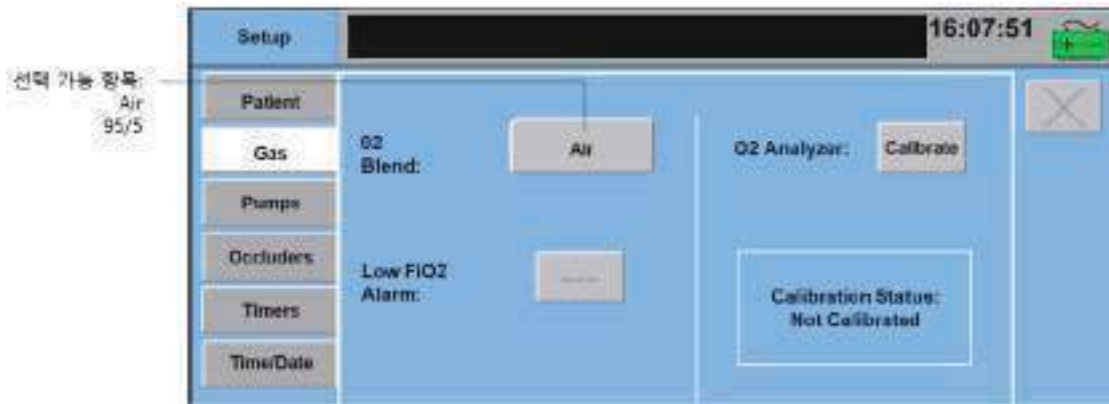 Setup
16:07:51
선택 가능 항목:
Air
95/5
Patient
Gas
Pumps
Occluders
Timers
Time/Date
02
Blend:
Air
Low FiO2
Alarm:
O2 Analyzer:
Calibrate
Calibration Status:
Not Calibrated